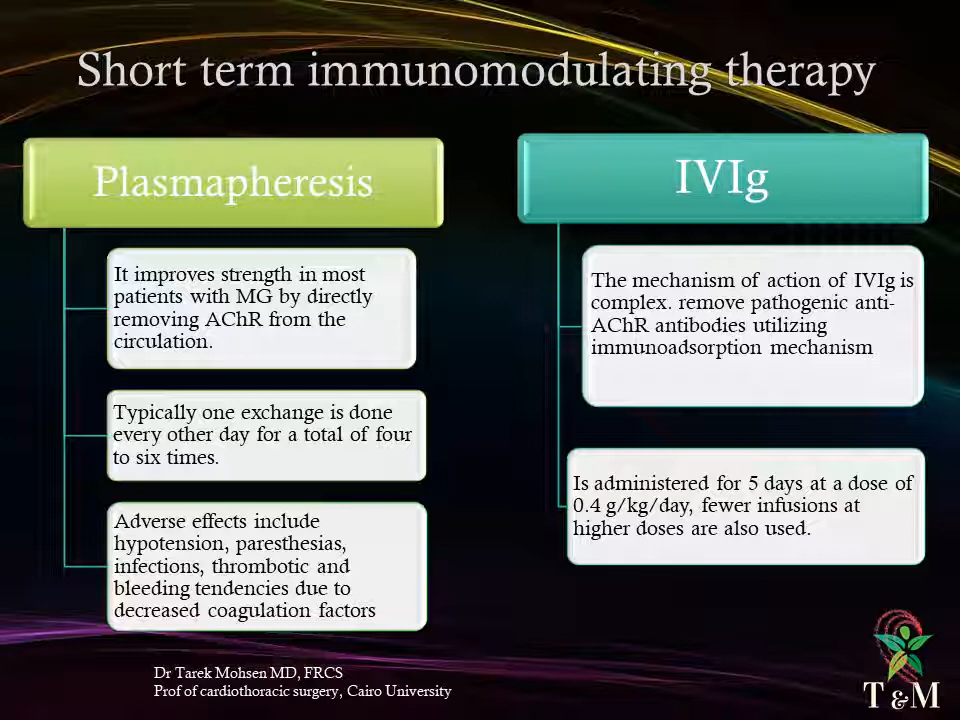 Short term immunomodulating therapy
Plasmapheresis
It improves strength in most
patients with MG by directly
removing AChR from the
circulation.
Typically one exchange is done
every other day for a total of four
to six times.
Adverse effects include
hypotension, paresthesias,
infections, thrombotic and
bleeding tendencies due to
decreased coagulation factors
IVIg
The mechanism of action of IVIg is
complex. remove pathogenic anti-
AChR antibodies utilizing
immunoadsorption mechanism
Is administered for 5 days at a dose of
0.4 g/kg/day, fewer infusions at
higher doses are also used.
Dr Tarek Mohsen MD, FRCS
Prof of cardiothoracic surgery, Cairo University
T & M